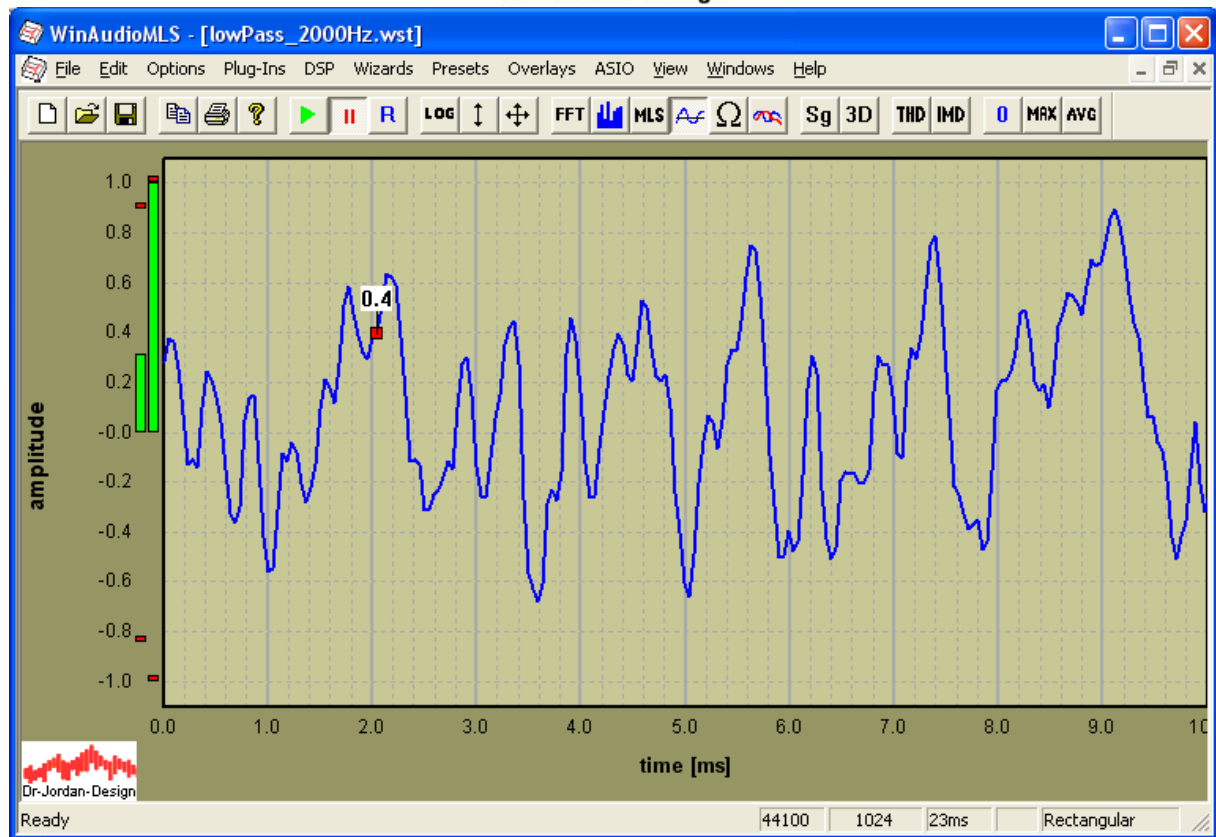 WinAudioMLS - [lowPass_2000Hz.wst]
File Edit Options Plug-Ins DSP Wizards Presets Overlays ASIO View Windows Help
R LOG FFT MLS Ω Sg 3D THD IMD 0 MAX AVG
1.0
0.8
0.6
0.4
0.4
0.2
-0.0
-0.2
-0.4
-0.6
-0.8
-1.0
amplitude
0.0 1.0 2.0 3.0 4.0 5.0 6.0 7.0 8.0 9.0 10
time [ms]
Dr-Jordan-Design
Ready 44100 1024 23ms Rectangular